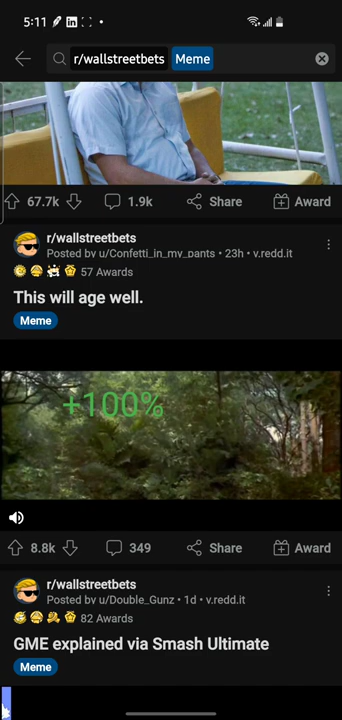 5:11
r/wallstreetbets Meme
67.7k 1.9k Share Award
r/wallstreetbets
Posted by u/Confetti_in_my_pants • 23h • v.redd.it
57 Awards
This will age well.
Meme
+100%
8.8k 349 Share Award
r/wallstreetbets
Posted by u/Double_Gunz • 1d • v.redd.it
82 Awards
GME explained via Smash Ultimate
Meme